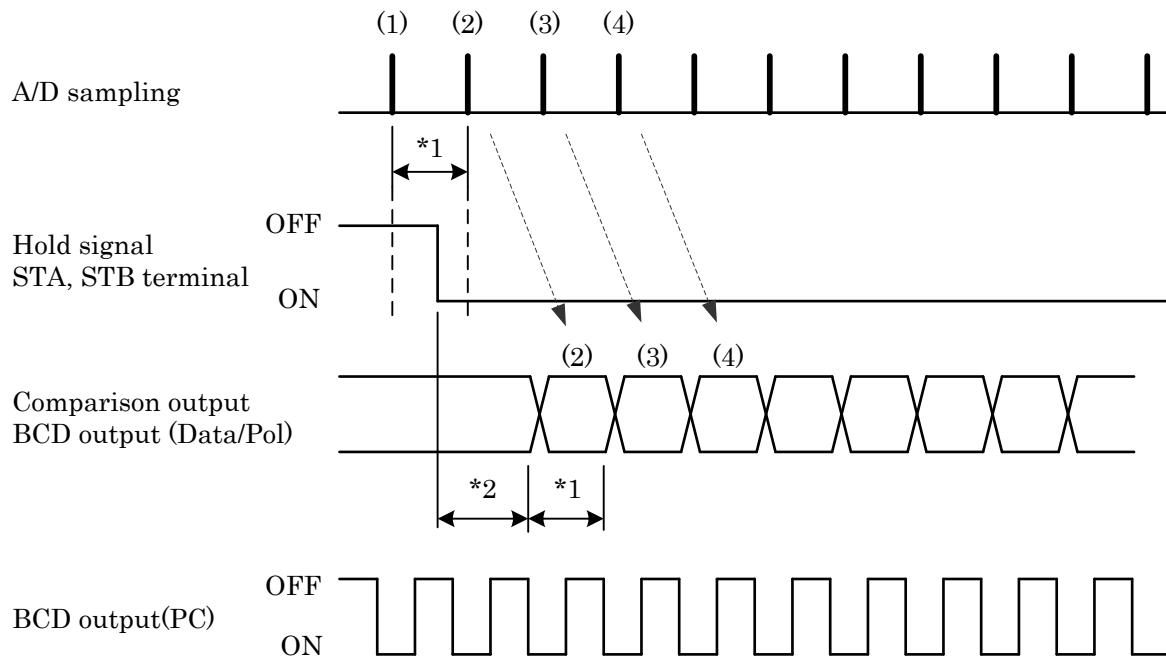 (1) (2) (3) (4)
A/D sampling
*1
OFF
Hold signal
STA, STB terminal
ON
(2) (3) (4)
Comparison output
BCD output (Data/Pol)
*2 *1
OFF
BCD output(PC)
ON